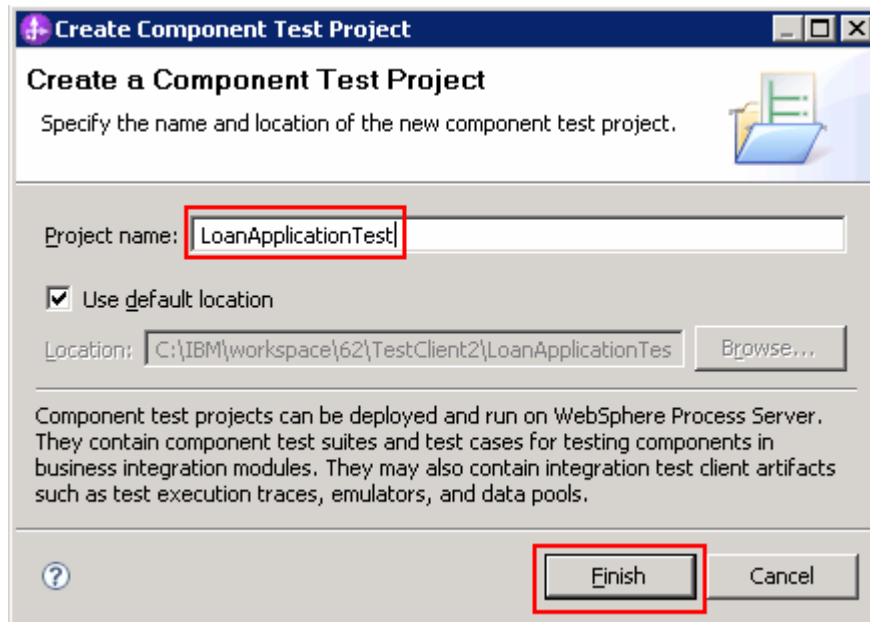 Create Component Test Project
Create a Component Test Project
Specify the name and location of the new component test project.
Project name: LoanApplicationTest
Use default location
Location: C:\IBM\workspace\62\TestClient2\LoanApplicationTes Browse...
Component test projects can be deployed and run on WebSphere Process Server.
They contain component test suites and test cases for testing components in
business integration modules. They may also contain integration test client artifacts
such as test execution traces, emulators, and data pools.
? Finish Cancel